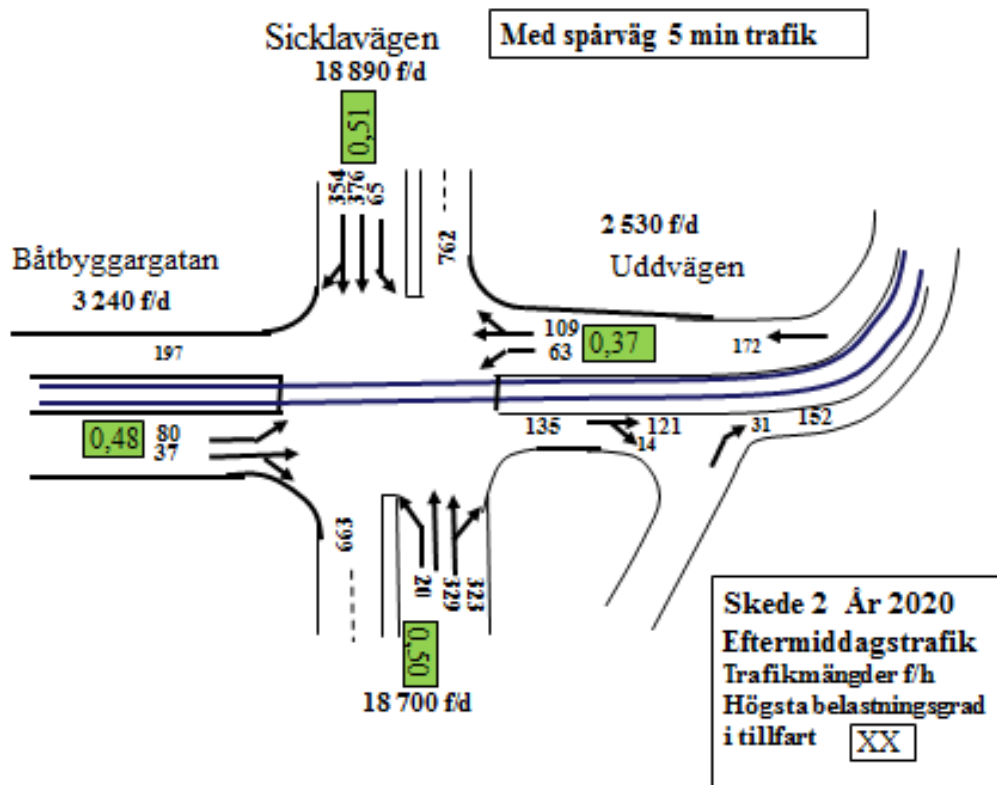 Sicklavägen
18 890 f/d
Med spårväg 5 min trafik
0,51
354
376
65
762
2 530 f/d
Uddvägen
Båtbyggargatan
3 240 f/d
197
109
63
0,37
172
0,48
80
37
135
121
14
31
152
663
20
329
323
0,50
18 700 f/d
Skede 2 År 2020
Eftermiddagstrafik
Trafikmängder f/h
Högsta belastningsgrad
i tillfart XX